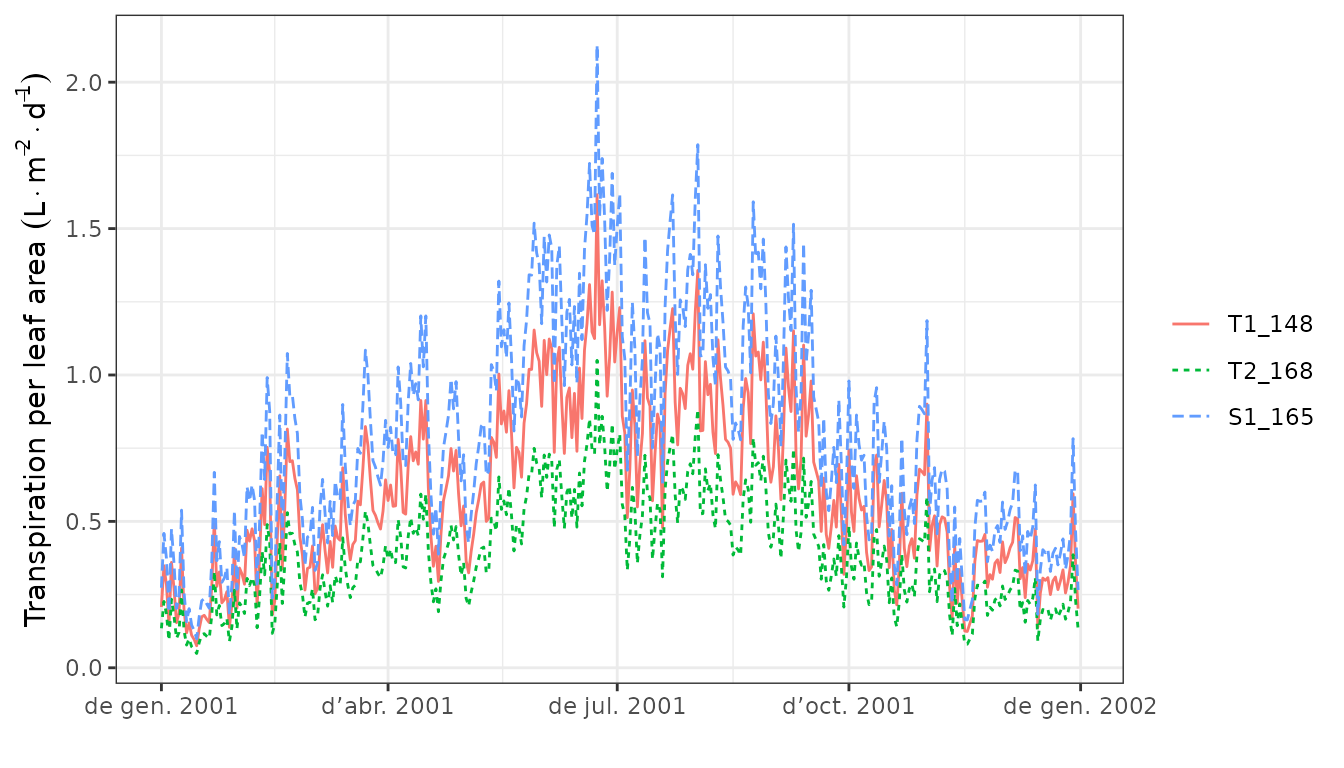 Transpiration per leaf area (L · m⁻² · d⁻¹)
2.0
1.5
1.0
0.5
0.0
de gen. 2001 d’abr. 2001 de jul. 2001 d’oct. 2001 de gen. 2002
T1_148
T2_168
S1_165